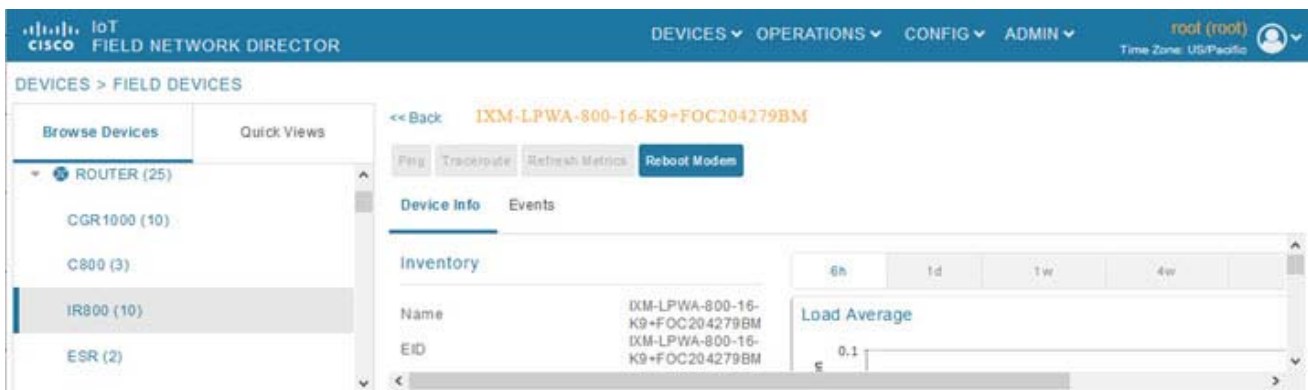 IoT
CISCO FIELD NETWORK DIRECTOR
DEVICES OPERATIONS CONFIG ADMIN
root (root)
Time Zone: US/Pacific
DEVICES > FIELD DEVICES
Browse Devices
Quick Views
ROUTER (25)
CGR1000 (10)
C800 (3)
IR800 (10)
ESR (2)
<< Back
IXM-LPWA-800-16-K9+FOC204279BM
Ping
Traceroute
Refresh Metrics
Reboot Modem
Device Info
Events
Inventory
Name
IXM-LPWA-800-16-
K9+FOC204279BM
EID
IXM-LPWA-800-16-
K9+FOC204279BM
6h
1d
1w
4w
Load Average
0.1